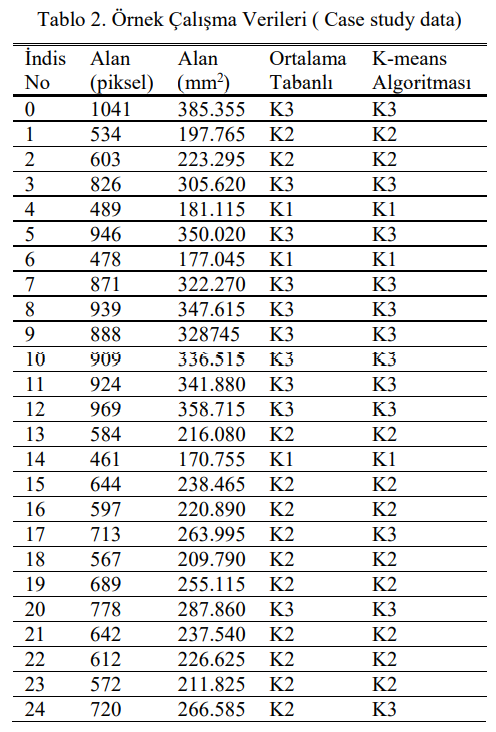 Tablo 2. Örnek Çalışma Verileri ( Case study data)
İndis No Alan (piksel) Alan (mm²) Ortalama Tabanlı K-means Algoritması
0 1041 385.355 K3 K3
1 534 197.765 K2 K2
2 603 223.295 K2 K2
3 826 305.620 K3 K3
4 489 181.115 K1 K1
5 946 350.020 K3 K3
6 478 177.045 K1 K1
7 871 322.270 K3 K3
8 939 347.615 K3 K3
9 888 328745 K3 K3
10 909 336.515 K3 K3
11 924 341.880 K3 K3
12 969 358.715 K3 K3
13 584 216.080 K2 K2
14 461 170.755 K1 K1
15 644 238.465 K2 K2
16 597 220.890 K2 K2
17 713 263.995 K2 K3
18 567 209.790 K2 K2
19 689 255.115 K2 K2
20 778 287.860 K3 K3
21 642 237.540 K2 K2
22 612 226.625 K2 K2
23 572 211.825 K2 K2
24 720 266.585 K2 K3